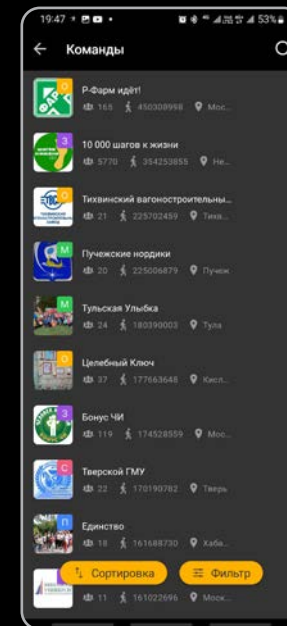 19:47
53%
Команды
Р-Фарм идёт!
165 450308998 Мос...
10 000 шагов к жизни
5770 354253855 Не...
Тихвинский вагоностроительны...
21 225702459 Тихв...
Пучежские нордики
20 225006879 Пучеж
Тульская Улыбка
24 180390003 Тула
Целебный Ключ
37 177663648 Кисл...
Бонус ЧИ
119 174528559 Мос...
Тверской ГМУ
22 170190782 Тверь
Единство
18 161688730 Хаба...
Сортировка Фильтр
11 161022696 Моск...